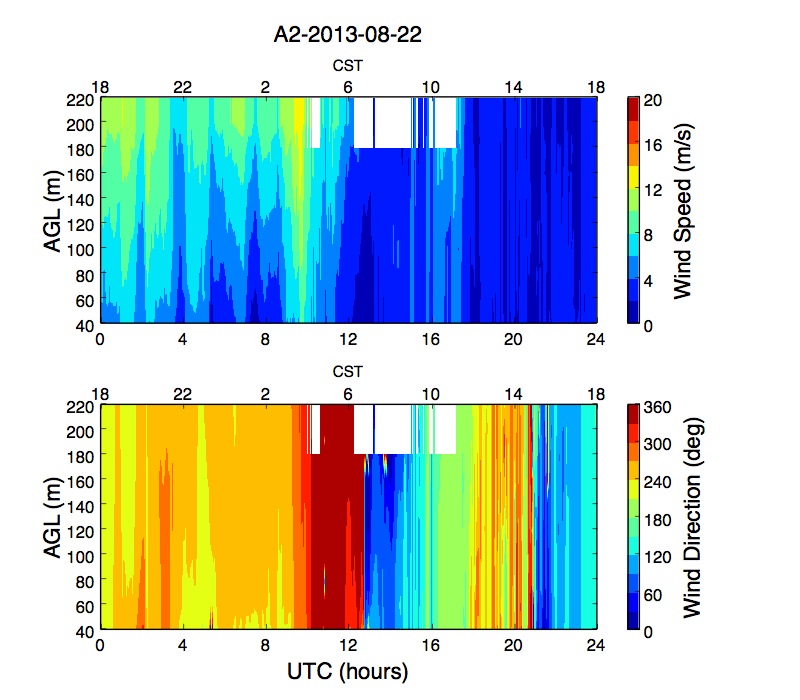 A2-2013-08-22
CST
18 22 2 6 10 14 18
220
200
180
160
140
120
100
80
60
40
AGL (m)
0 4 8 12 16 20 24
20
16
12
8
4
0
Wind Speed (m/s)
CST
18 22 2 6 10 14 18
220
200
180
160
140
120
100
80
60
40
AGL (m)
0 4 8 12 16 20 24
UTC (hours)
360
300
240
180
120
60
0
Wind Direction (deg)